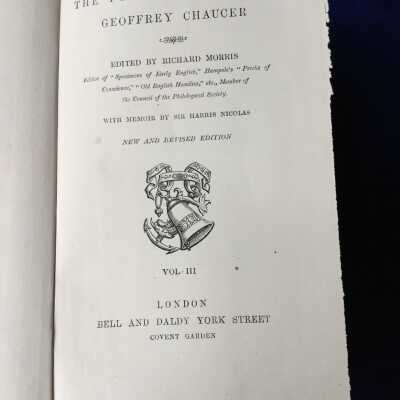 THE
GEOFFREY CHAUCER
EDITED BY RICHARD MORRIS
Editor of "Specimens of Early English," Hampole's "Pricke of
Conscience," "Old English Homilies," etc., Member of
the Council of the Philological Society.
WITH MEMOIR BY SIR HARRIS NICOLAS
NEW AND REVISED EDITION
VOL. III
LONDON
BELL AND DALDY YORK STREET
COVENT GARDEN